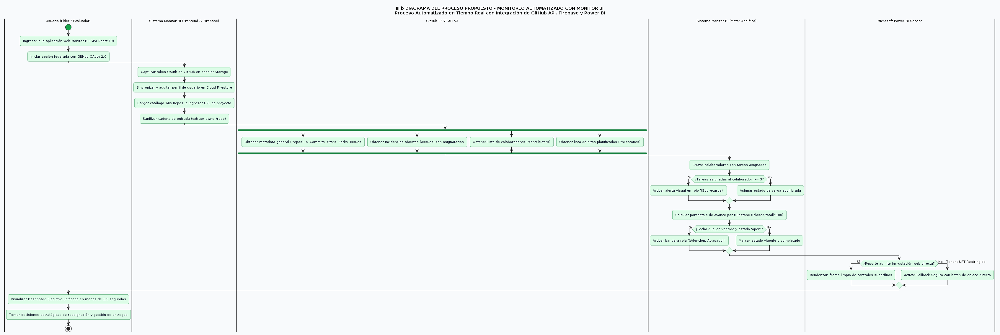 III.b DIAGRAMA DEL PROCESO PROPUESTO - MONITOREO AUTOMATIZADO CON MONITOR BI
Proceso Automatizado en Tiempo Real con Integración de GitHub API, Firebase y Power BI
Usuario (Líder / Evaluador)
Sistema Monitor BI (Frontend & Firebase)
GitHub REST API v3
Sistema Monitor BI (Motor Analítico)
Microsoft Power BI Service
Ingresar a la aplicación web Monitor BI (SPA React 19)
Iniciar sesión federada con GitHub OAuth 2.0
Capturar token OAuth de GitHub en sessionStorage
Sincronizar y auditar perfil de usuario en Cloud Firestore
Cargar catálogo 'Mis Repos' o ingresar URL de proyecto
Sanitizar cadena de entrada (extraer owner/repo)
Obtener metadata general (/repos) -> Commits, Stars, Forks, Issues
Obtener incidencias abiertas (/issues) con asignatarios
Obtener lista de colaboradores (/contributors)
Obtener lista de hitos planificados (/milestones)
Cruzar colaboradores con tareas asignadas
Sí
¿Tareas asignadas al colaborador >= 3?
No
Activar alerta visual en rojo '(Sobrecarga)'
Asignar estado de carga equilibrada
Calcular porcentaje de avance por Milestone ((closed/total)*100)
Sí
¿Fecha due_on vencida y estado 'open'?
No
Activar bandera roja '(¡Atención: Atrasado!)'
Marcar estado vigente o completado
Sí
¿Reporte admite incrustación web directa?
No - Tenant UPT Restringido
Renderizar Iframe limpio de controles superfluos
Activar Fallback Seguro con botón de enlace directo
Visualizar Dashboard Ejecutivo unificado en menos de 1.5 segundos
Tomar decisiones estratégicas de reasignación y gestión de entregas